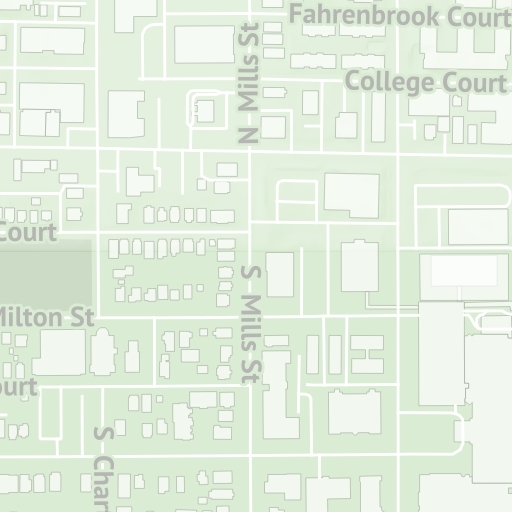 Fahrenbrook Court
N Mills St
College Court
Court
S Mills St
Milton St
ourt
S Char